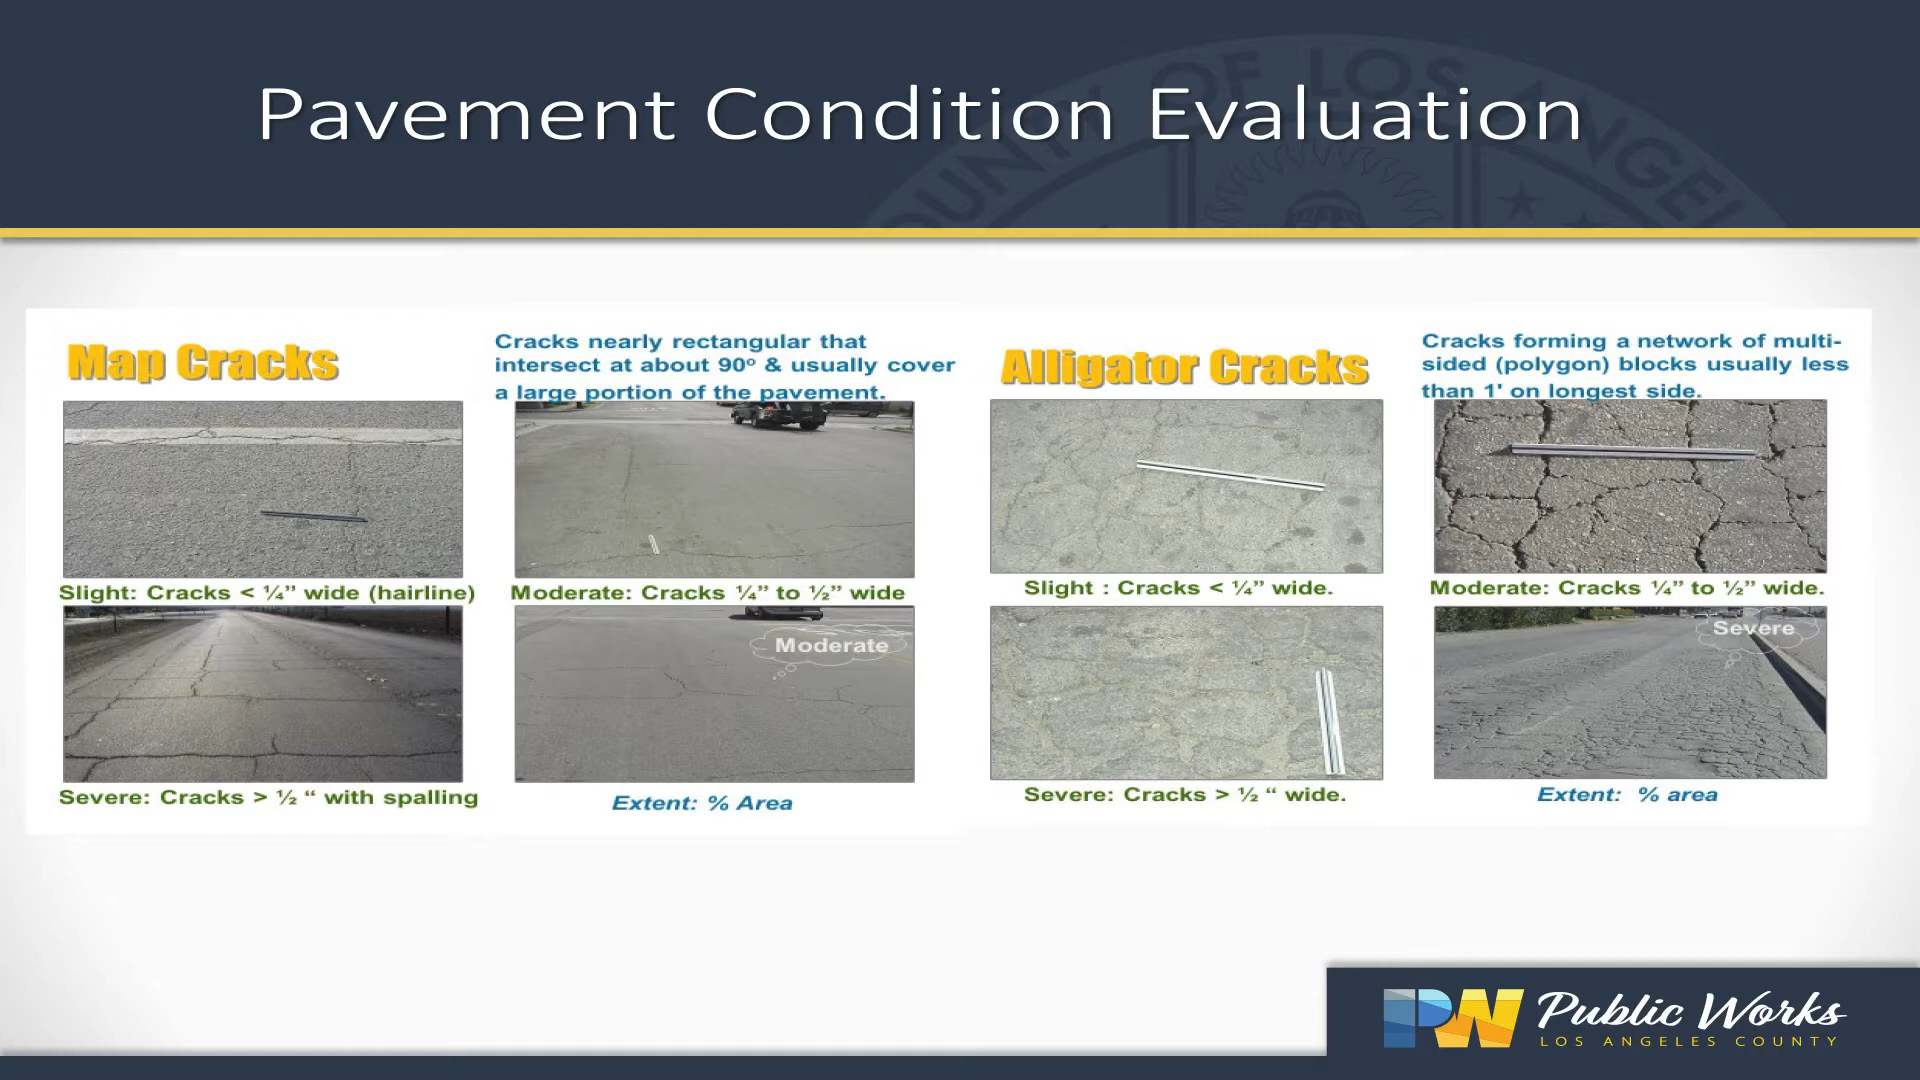 Pavement Condition Evaluation
COUNTY OF LOS ANGEL
Map Cracks
Cracks nearly rectangular that
intersect at about 90º & usually cover
a large portion of the pavement.
Slight: Cracks < ¼” wide (hairline)
Moderate: Cracks ¼” to ½” wide
Moderate
Severe: Cracks > ½ “ with spalling
Extent: % Area
Alligator Cracks
Cracks forming a network of multi-
sided (polygon) blocks usually less
than 1' on longest side.
Slight : Cracks < ¼” wide.
Moderate: Cracks ¼” to ½” wide.
Severe
Severe: Cracks > ½ “ wide.
Extent: % area
PW Public Works
LOS ANGELES COUNTY